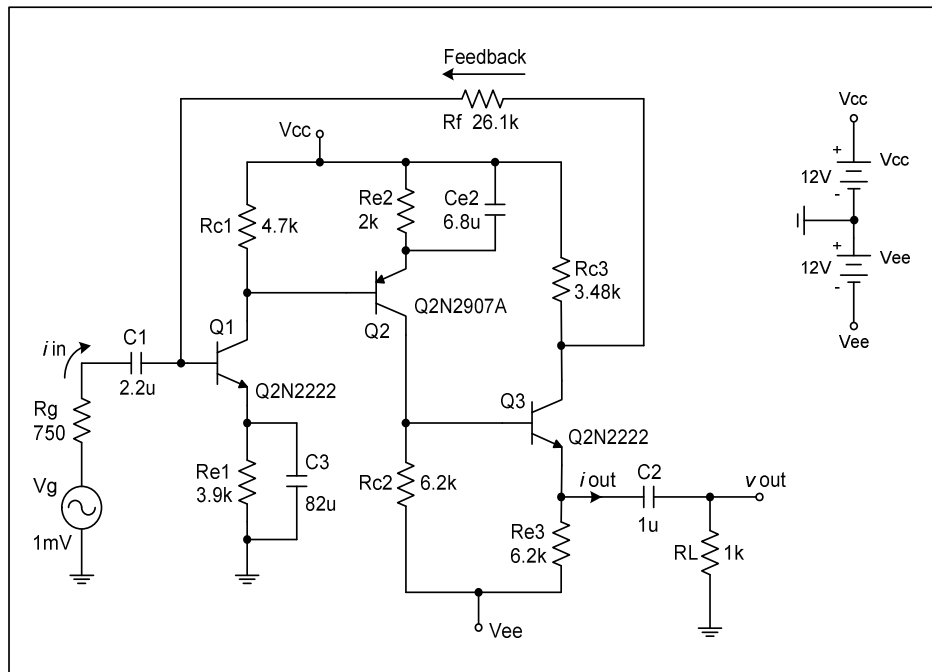 Feedback
Rf 26.1k
Vcc
Vcc
Re2
2k
Ce2
6.8u
Rc1
4.7k
+
12V
-
Vcc
Rc3
3.48k
+
12V
-
Vee
Q2N2907A
Q1
Q2
i in
C1
2.2u
Vee
Q2N2222
Q3
Rg
750
Q2N2222
C3
82u
Re1
3.9k
Rc2
6.2k
i out
C2
1u
v out
Vg
1mV
Re3
6.2k
RL
1k
Vee